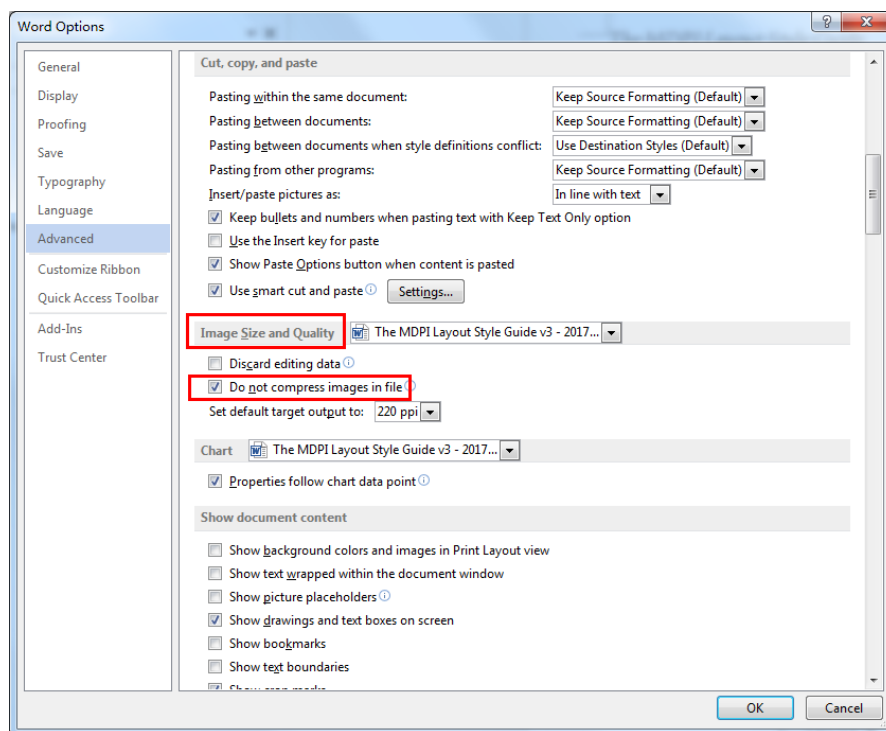 Word Options
General
Display
Proofing
Save
Typography
Language
Advanced
Customize Ribbon
Quick Access Toolbar
Add-Ins
Trust Center
Cut, copy, and paste
Pasting within the same document: Keep Source Formatting (Default)
Pasting between documents: Keep Source Formatting (Default)
Pasting between documents when style definitions conflict: Use Destination Styles (Default)
Pasting from other programs: Keep Source Formatting (Default)
Insert/paste pictures as: In line with text
Keep bullets and numbers when pasting text with Keep Text Only option
Use the Insert key for paste
Show Paste Options button when content is pasted
Use smart cut and paste Settings...
Image Size and Quality The MDPI Layout Style Guide v3 - 2017...
Discard editing data
Do not compress images in file
Set default target output to: 220 ppi
Chart The MDPI Layout Style Guide v3 - 2017...
Properties follow chart data point
Show document content
Show background colors and images in Print Layout view
Show text wrapped within the document window
Show picture placeholders
Show drawings and text boxes on screen
Show bookmarks
Show text boundaries
Show crop marks
OK Cancel